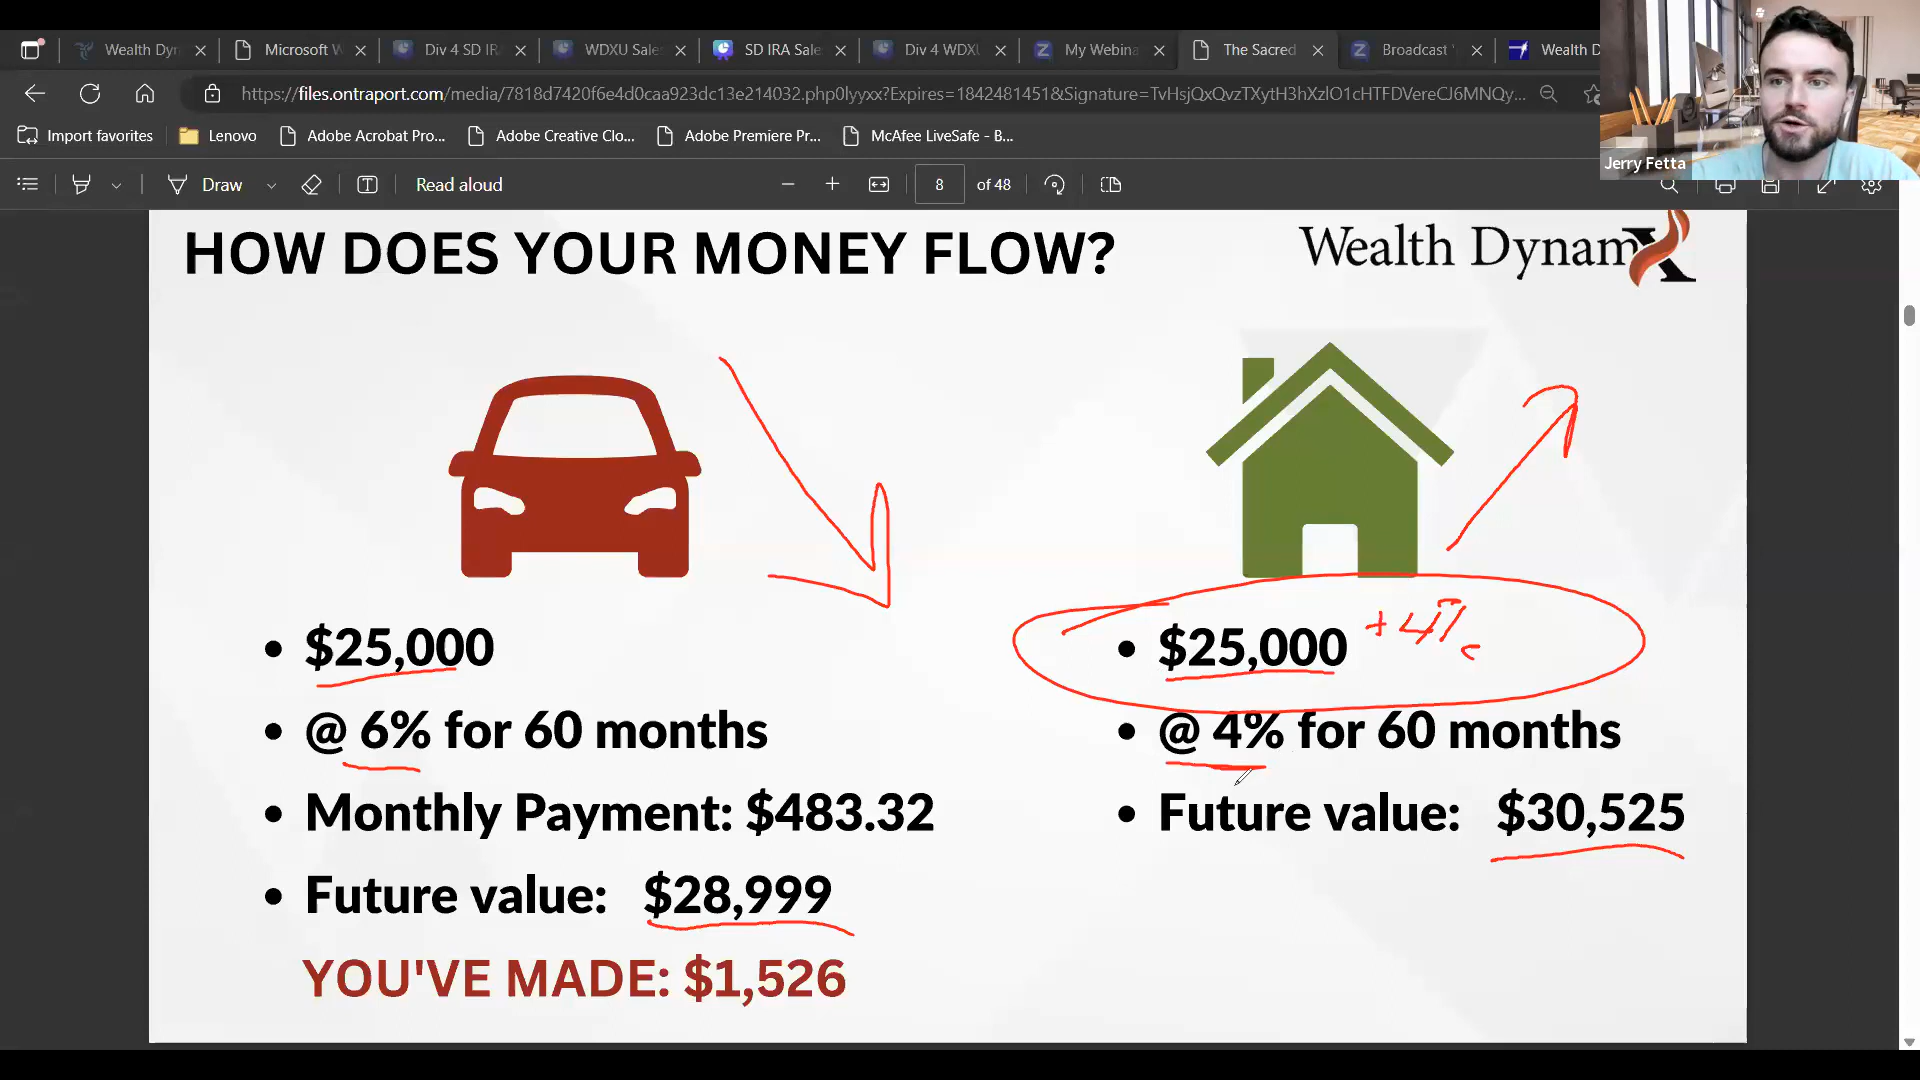 Wealth Dyn
Microsoft W
Div 4 SD IR
WDXU Sales
SD IRA Sale
Div 4 WDXU
My Webina
The Sacred
Broadcast
Wealth D
https://files.ontraport.com/media/7818d7420f6e4d0caa923dc13e214032.php0lyyxx?Expires=1842481451&Signature=TvHsjQxQvzTXytH3hXzlO1cHTFDVereCJ6MNQy...
Import favorites
Lenovo
Adobe Acrobat Pro...
Adobe Creative Clo...
Adobe Premiere Pr...
McAfee LiveSafe - B...
Jerry Fetta
Draw
Read aloud
8 of 48
HOW DOES YOUR MONEY FLOW?
Wealth DynamX
• $25,000
• @ 6% for 60 months
• Monthly Payment: $483.32
• Future value: $28,999
YOU'VE MADE: $1,526
• $25,000 +4%
• @ 4% for 60 months
• Future value: $30,525